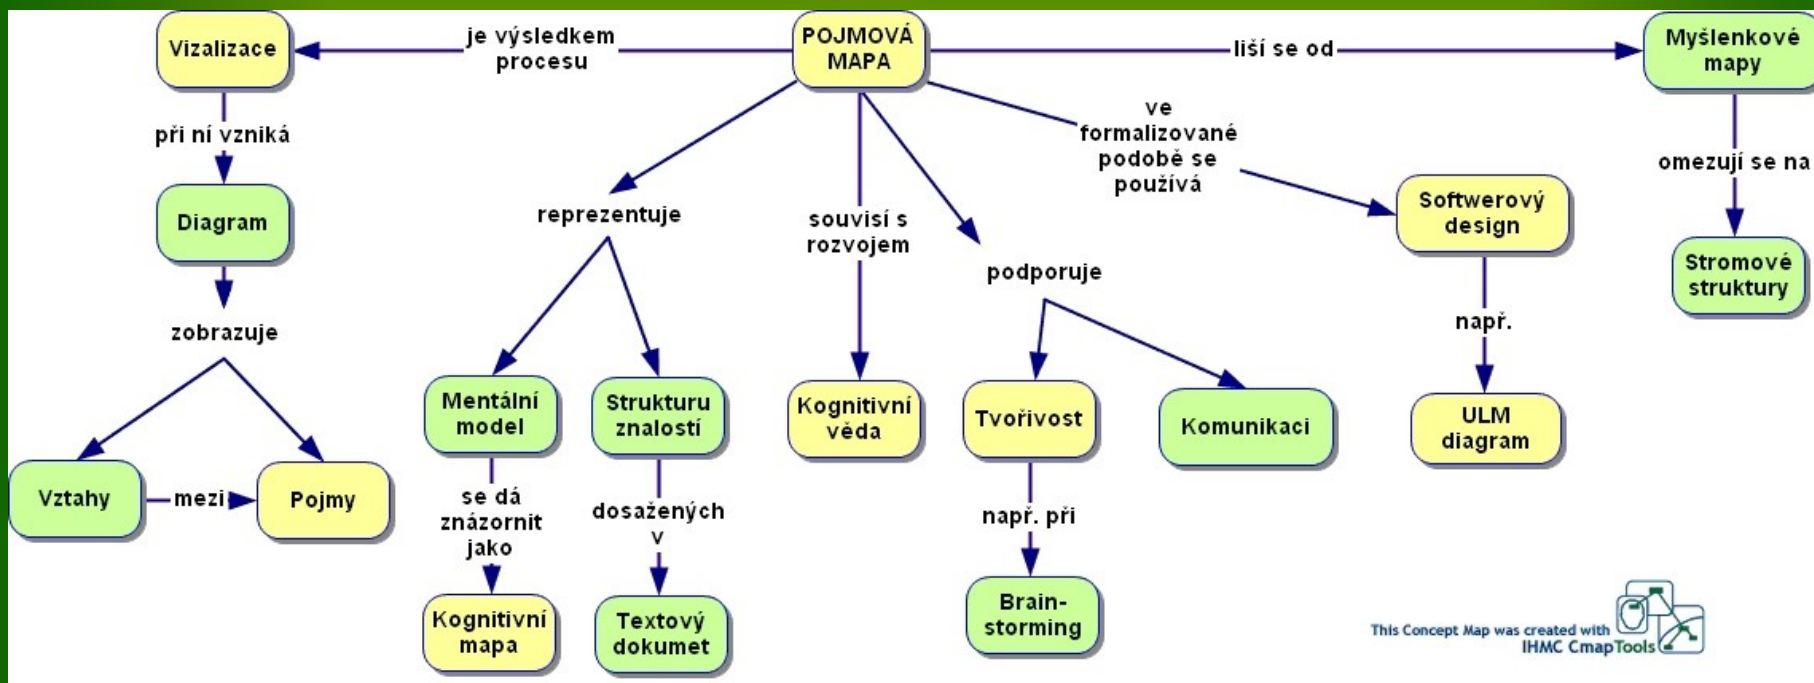 Vizalizace
je výsledkem
procesu
POJMOVÁ
MAPA
liší se od
Myšlenkové
mapy
při ní vzniká
ve
formalizované
podobě se
používá
omezují se na
Diagram
reprezentuje
souvisí s
rozvojem
podporuje
Softwerový
design
Stromové
struktury
zobrazuje
např.
Mentální
model
Strukturu
znalostí
Kognitivní
věda
Tvořivost
Komunikaci
ULM
diagram
Vztahy
mezi
Pojmy
se dá
znázornit
jako
dosažených
v
např. při
Kognitivní
mapa
Textový
dokumet
Brain-
storming
This Concept Map was created with
IHMC CmapTools